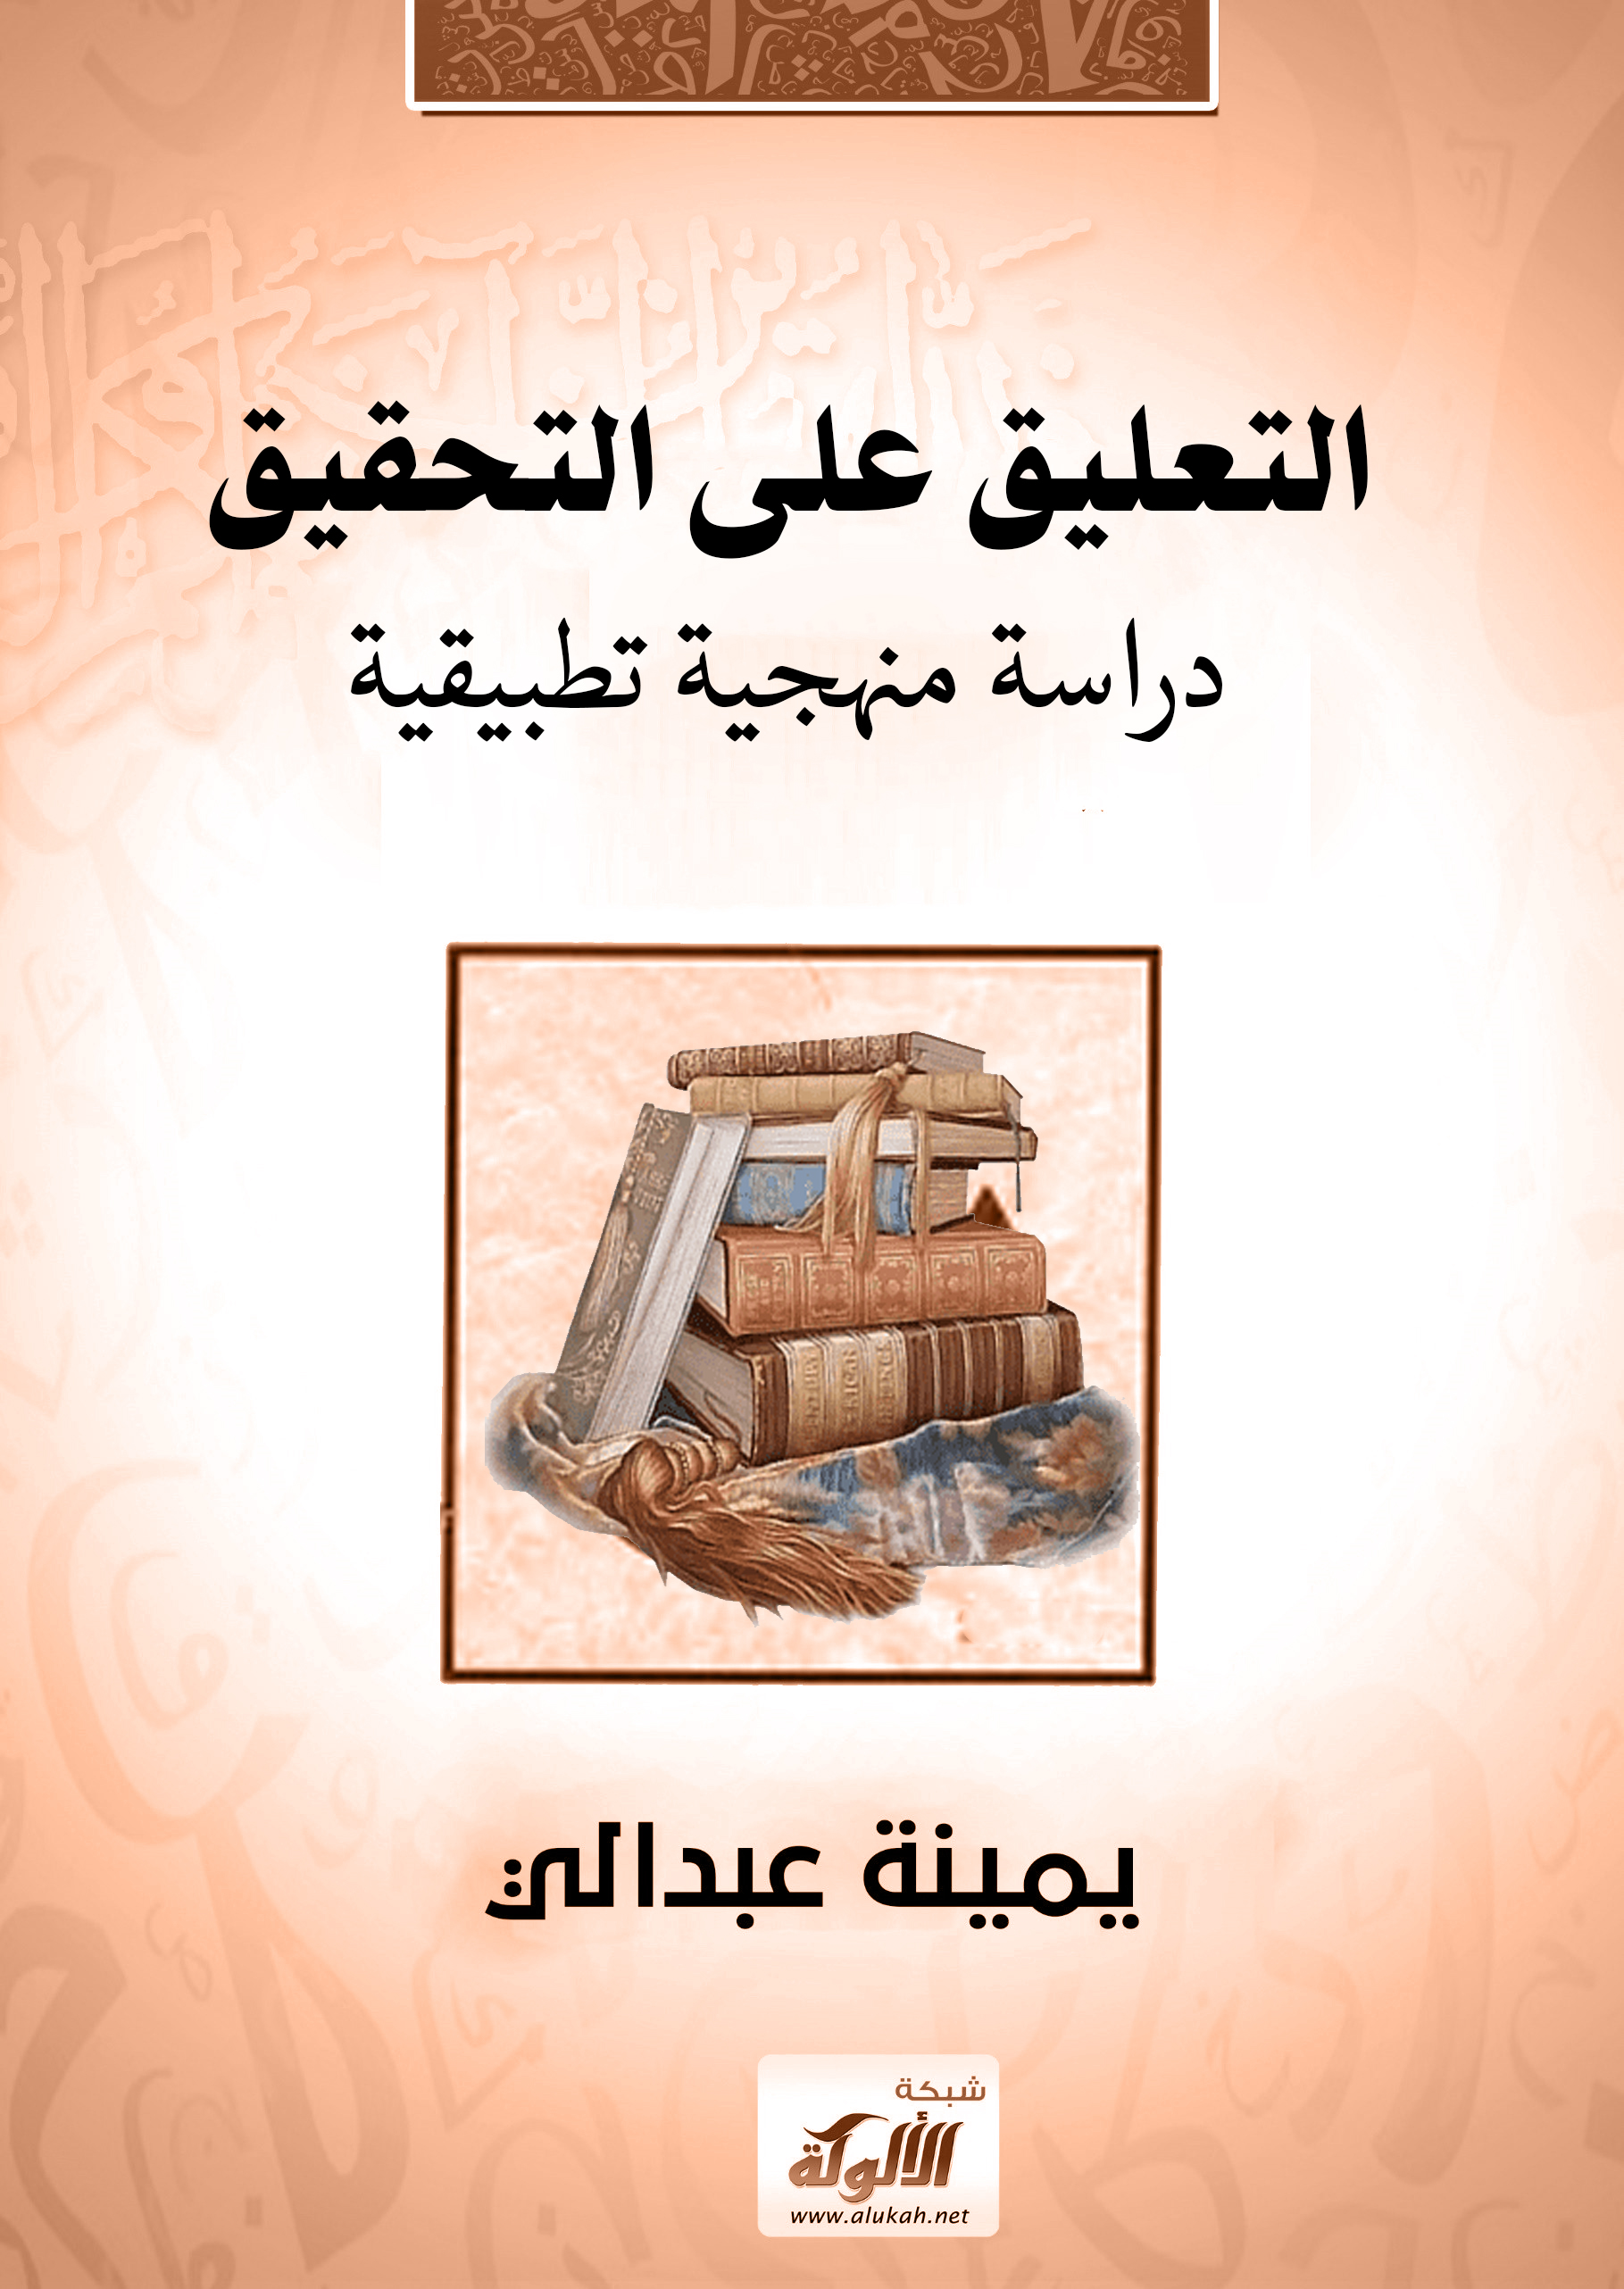 التعليق على التحقيق
دراسة منهجية تطبيقية
يمينة عبدالي
شبكة
الألوكة
www.alukah.net